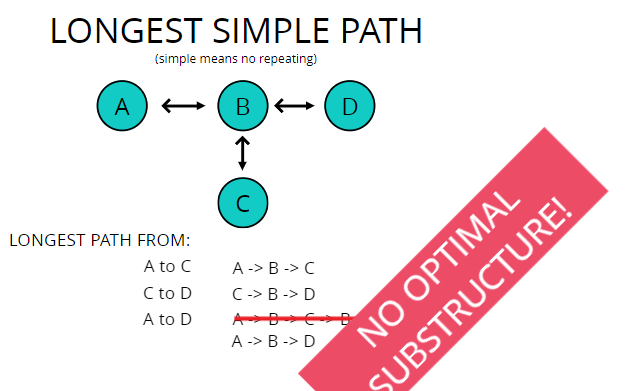 LONGEST SIMPLE PATH
(simple means no repeating)
A
B
D
C
LONGEST PATH FROM:
A to C
A -> B -> C
C to D
C -> B -> D
A to D
A -> B -> C -> B
A -> B -> D
NO OPTIMAL
SUBSTRUCTURE!